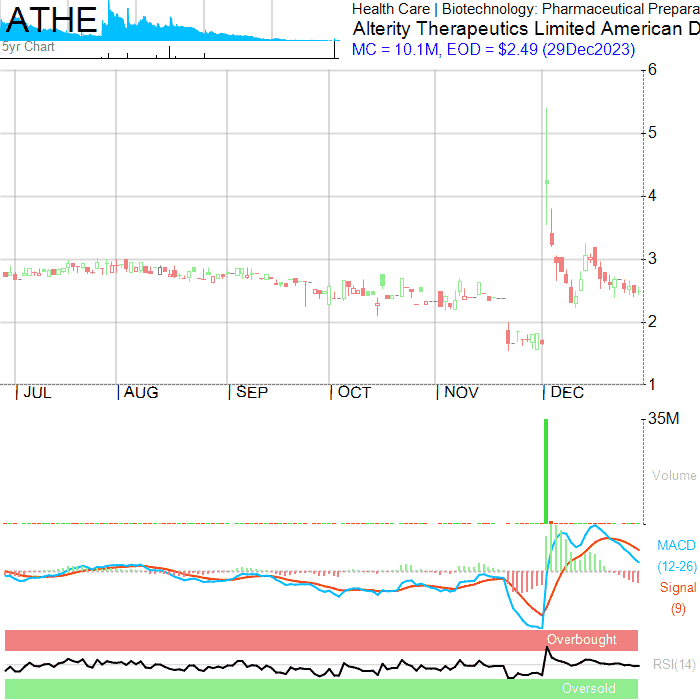 ATHE
5yr Chart
Health Care | Biotechnology: Pharmaceutical Prepara
Alterity Therapeutics Limited American D
MC = 10.1M, EOD = $2.49 (29Dec2023)
6
5
4
3
2
1
JUL AUG SEP OCT NOV DEC
35M
Volume
MACD
(12-26)
Signal
(9)
Overbought
RSI(14)
Oversold